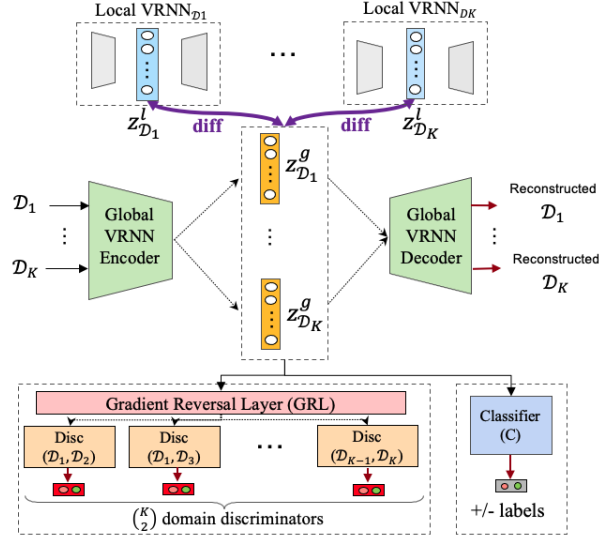 Local VRNN𝒟1
Local VRNN𝒟K
...
z^l_𝒟1
diff
diff
z^l_𝒟K
z^g_𝒟1
𝒟1
⋮
𝒟K
Global
VRNN
Encoder
⋮
z^g_𝒟K
Global
VRNN
Decoder
Reconstructed
𝒟1
⋮
Reconstructed
𝒟K
Gradient Reversal Layer (GRL)
Disc
(𝒟1,𝒟2)
Disc
(𝒟1,𝒟3)
...
Disc
(𝒟K−1,𝒟K)
(K 2) domain discriminators
Classifier
(C)
+/- labels